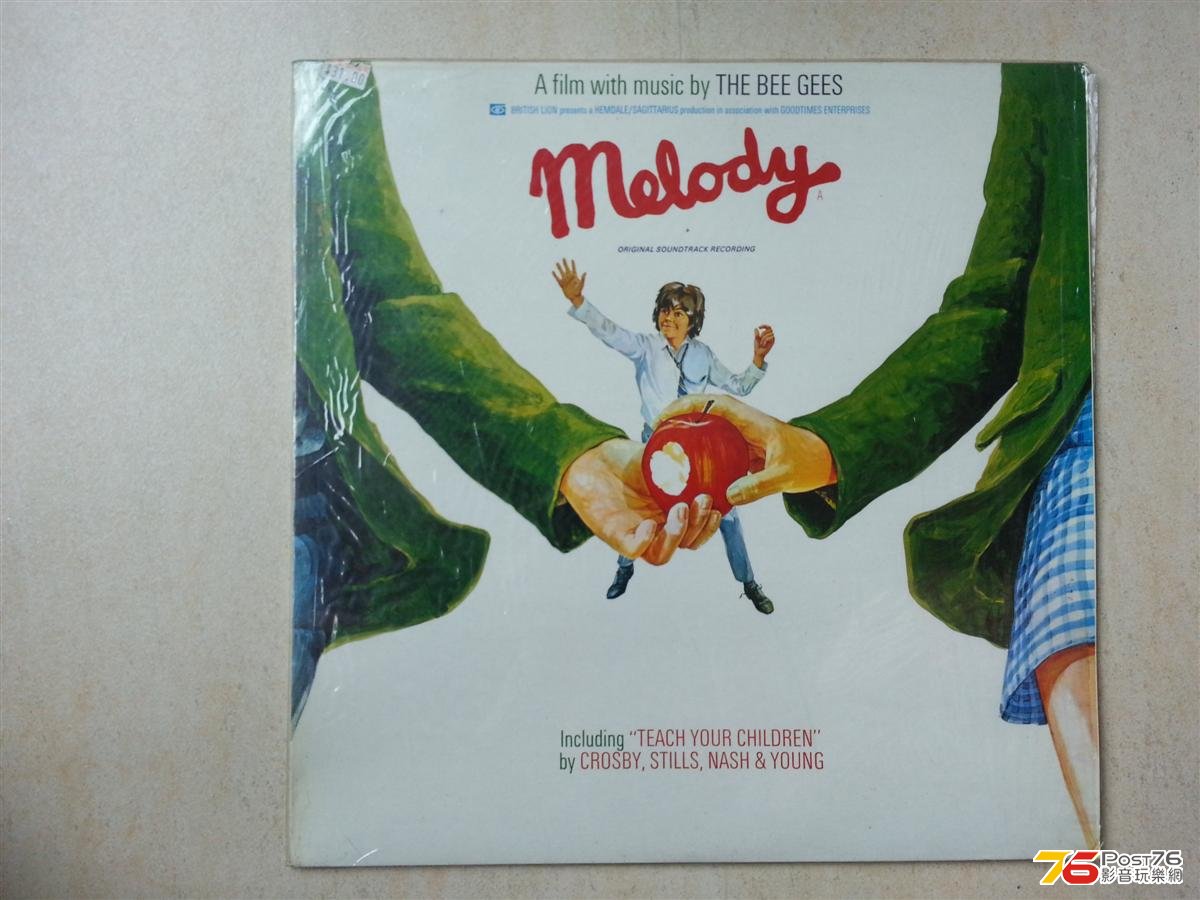 $31.00
A film with music by THE BEE GEES
BRITISH LION presents a HEMDALE/SAGITTARIUS production in association with GOODTIMES ENTERPRISES
Melody
A
ORIGINAL SOUNDTRACK RECORDING
Including “TEACH YOUR CHILDREN”
by CROSBY, STILLS, NASH & YOUNG
76 POST76
影音玩樂網